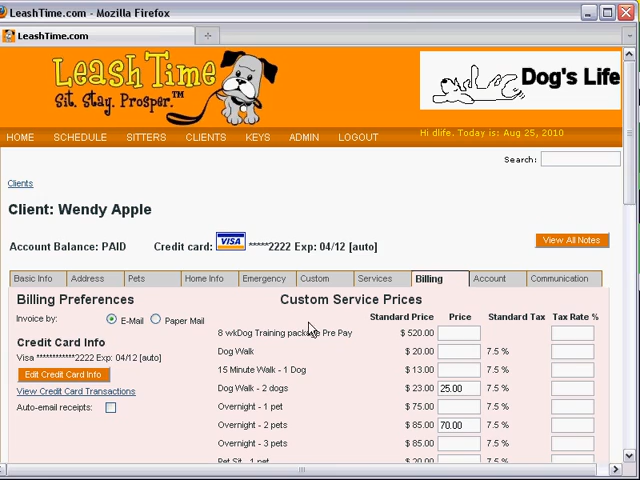 LeashTime.com - Mozilla Firefox
LeashTime.com
LeashTime
Sit. Stay. Prosper.™
Dog's Life
HOME SCHEDULE SITTERS CLIENTS KEYS ADMIN LOGOUT
Hi dlife. Today is: Aug 25, 2010
Search:
Clients
Client: Wendy Apple
Account Balance: PAID Credit card: VISA *****2222 Exp: 04/12 [auto]
View All Notes
Basic Info Address Pets Home Info Emergency Custom Services Billing Account Communication
Billing Preferences
Invoice by: E-Mail Paper Mail
Credit Card Info
Visa ************2222 Exp: 04/12 [auto]
Edit Credit Card Info
View Credit Card Transactions
Auto-email receipts:
Custom Service Prices
Standard Price Price Standard Tax Tax Rate %
8 wkDog Training package Pre Pay $ 520.00
Dog Walk $ 20.00 7.5 %
15 Minute Walk - 1 Dog $ 13.00 7.5 %
Dog Walk - 2 dogs $ 23.00 25.00 7.5 %
Overnight - 1 pet $ 75.00 7.5 %
Overnight - 2 pets $ 85.00 70.00 7.5 %
Overnight - 3 pets $ 85.00 7.5 %
Pet Sit - 1 pet $ 20.00 7.5 %